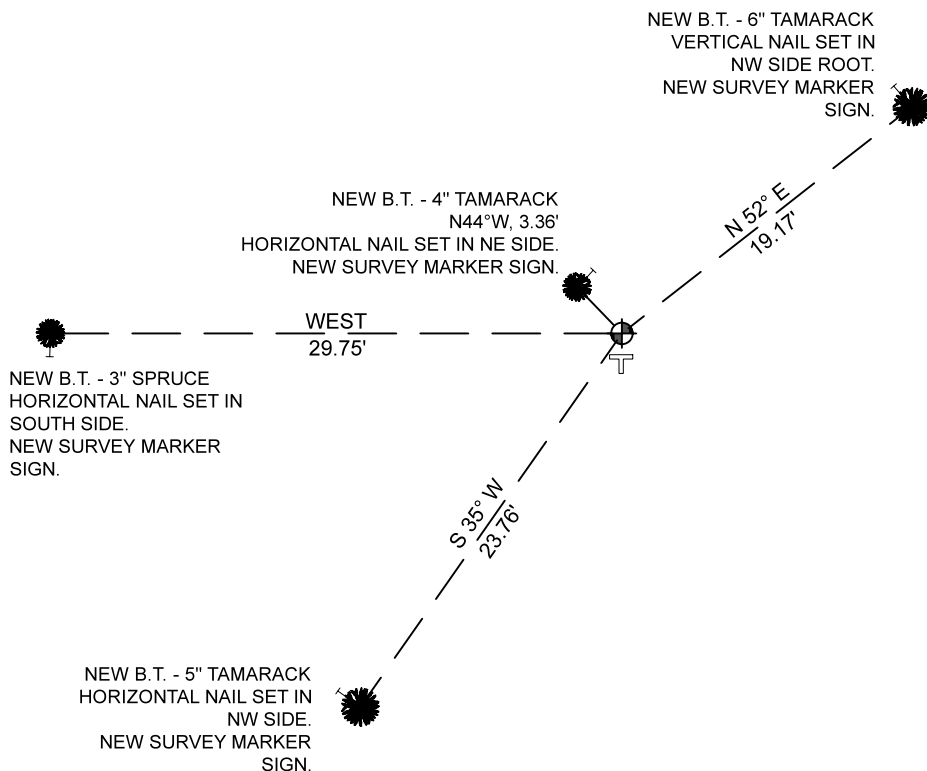 NEW B.T. - 6" TAMARACK
VERTICAL NAIL SET IN
NW SIDE ROOT.
NEW SURVEY MARKER
SIGN.
N 52° E
19.17'
NEW B.T. - 4" TAMARACK
N44°W, 3.36'
HORIZONTAL NAIL SET IN NE SIDE.
NEW SURVEY MARKER SIGN.
WEST
29.75'
T
NEW B.T. - 3" SPRUCE
HORIZONTAL NAIL SET IN
SOUTH SIDE.
NEW SURVEY MARKER
SIGN.
S 35° W
23.76'
NEW B.T. - 5" TAMARACK
HORIZONTAL NAIL SET IN
NW SIDE.
NEW SURVEY MARKER
SIGN.